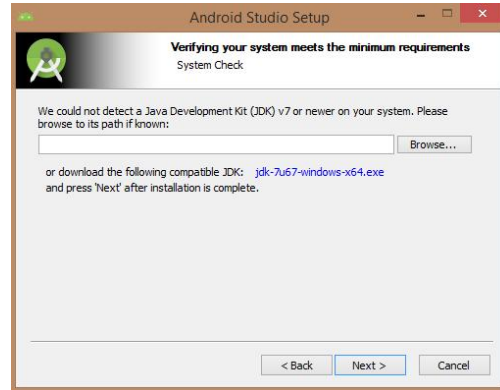 Android Studio Setup
Verifying your system meets the minimum requirements
System Check
We could not detect a Java Development Kit (JDK) v7 or newer on your system. Please
browse to its path if known:
Browse...
or download the following compatible JDK: jdk-7u67-windows-x64.exe
and press 'Next' after installation is complete.
< Back Next > Cancel